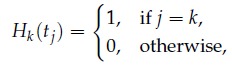 H_k(t_j) = { 1, if j = k,
0, otherwise,